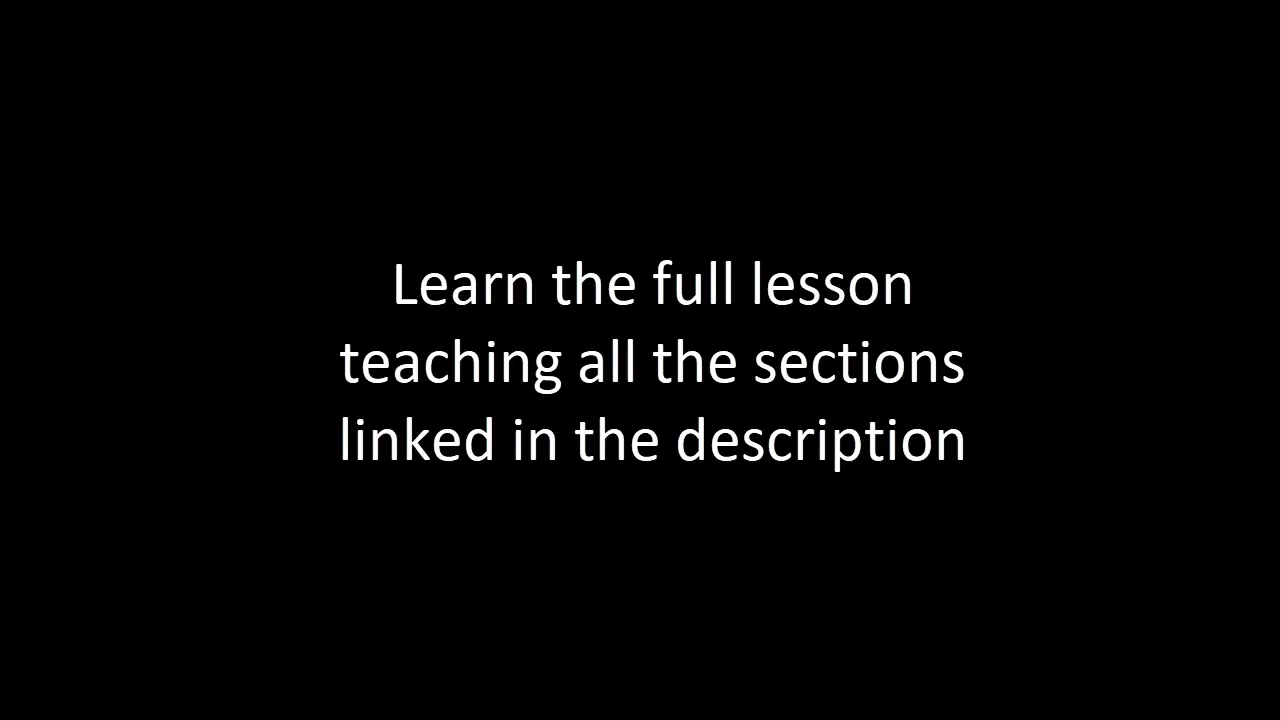 Learn the full lesson
teaching all the sections
linked in the description